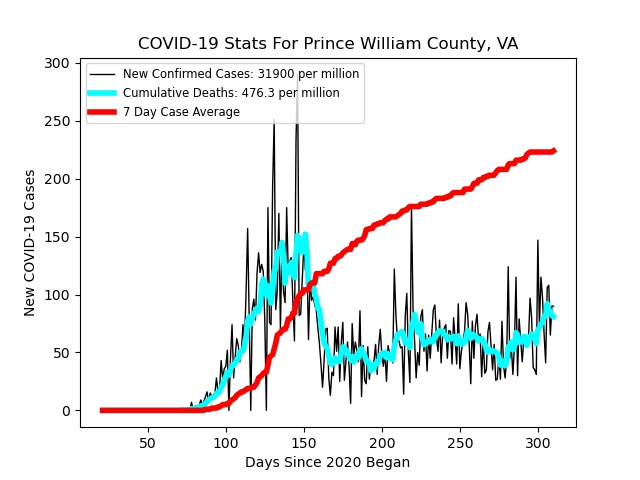 COVID-19 Stats For Prince William County, VA
New Confirmed Cases: 31900 per million
Cumulative Deaths: 476.3 per million
7 Day Case Average
300
250
200
150
100
50
0
New COVID-19 Cases
50 100 150 200 250 300
Days Since 2020 Began